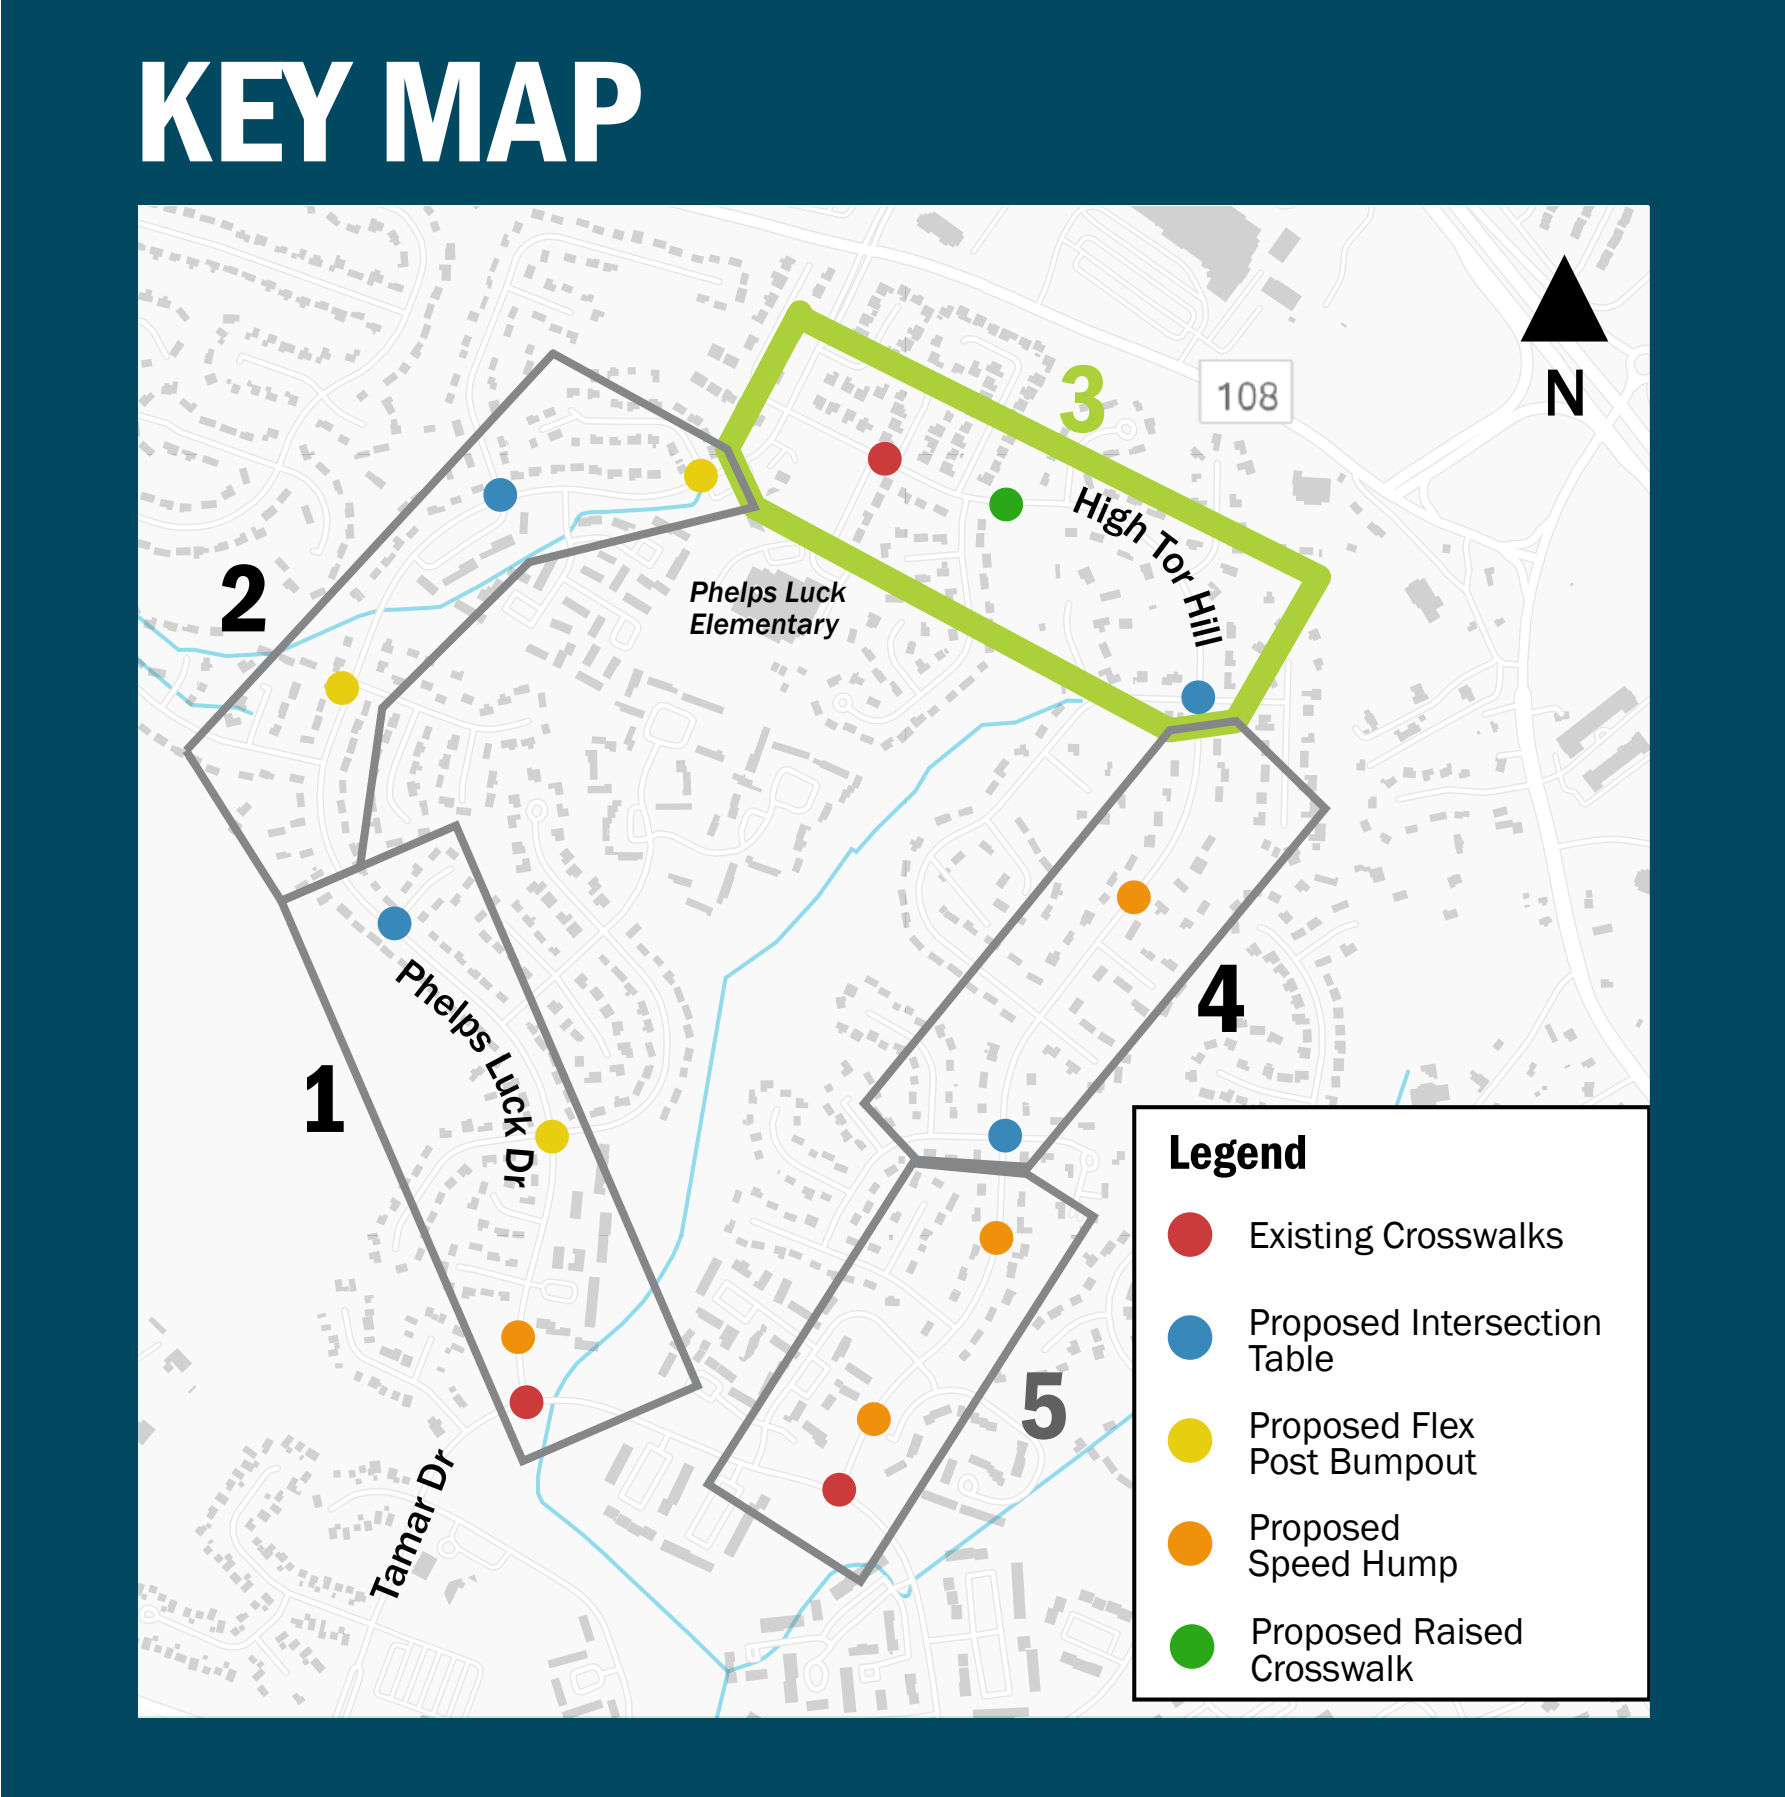 KEY MAP
108
N
3
High Tor Hill
2
Phelps Luck
Elementary
Phelps Luck Dr
1
4
5
Tamar Dr
Legend
Existing Crosswalks
Proposed Intersection
Table
Proposed Flex
Post Bumpout
Proposed
Speed Hump
Proposed Raised
Crosswalk